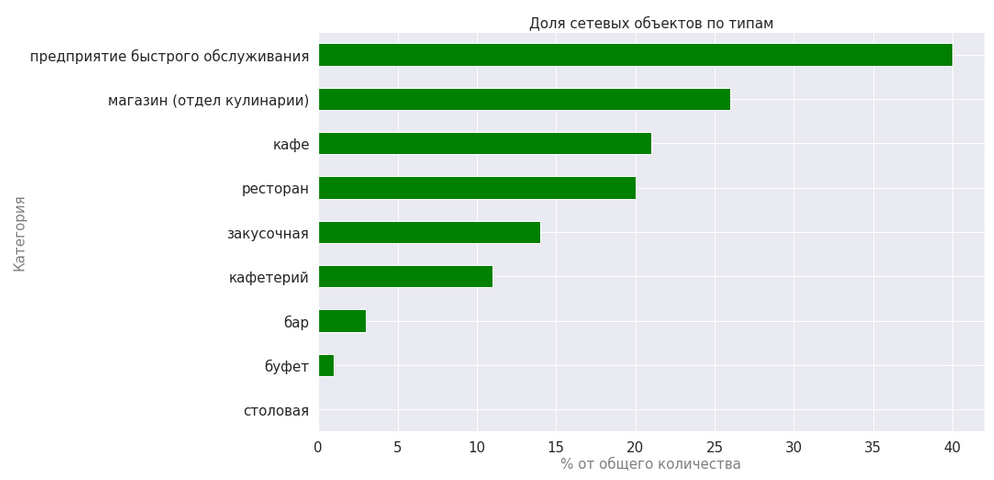 Доля сетевых объектов по типам
предприятие быстрого обслуживания
магазин (отдел кулинарии)
кафе
ресторан
закусочная
кафетерий
бар
буфет
столовая
Категория
0 5 10 15 20 25 30 35 40
% от общего количества